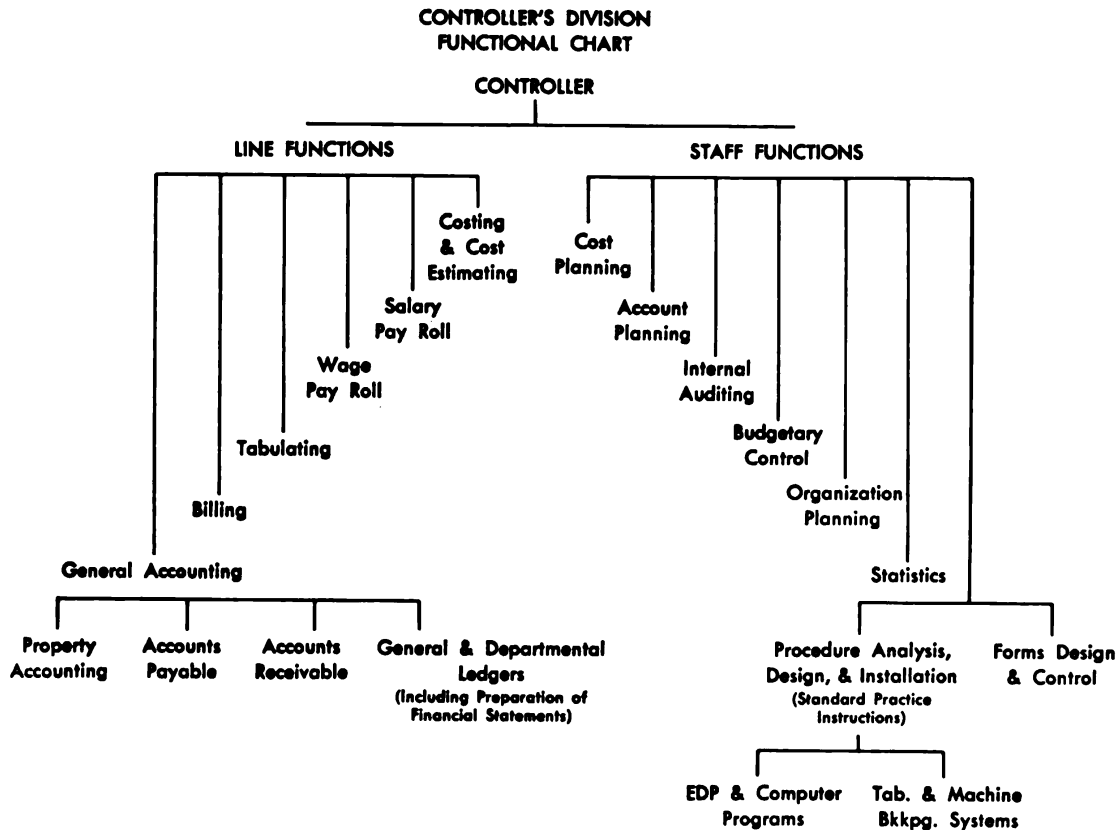 CONTROLLER'S DIVISION
FUNCTIONAL CHART
CONTROLLER
LINE FUNCTIONS
STAFF FUNCTIONS
Costing
& Cost
Estimating
Salary
Pay Roll
Wage
Pay Roll
Tabulating
Billing
General Accounting
Property
Accounting
Accounts
Payable
Accounts
Receivable
General & Departmental
Ledgers
(Including Preparation of
Financial Statements)
Cost
Planning
Account
Planning
Internal
Auditing
Budgetary
Control
Organization
Planning
Statistics
Procedure Analysis,
Design, & Installation
(Standard Practice
Instructions)
Forms Design
& Control
EDP & Computer
Programs
Tab. & Machine
Bkkpg. Systems